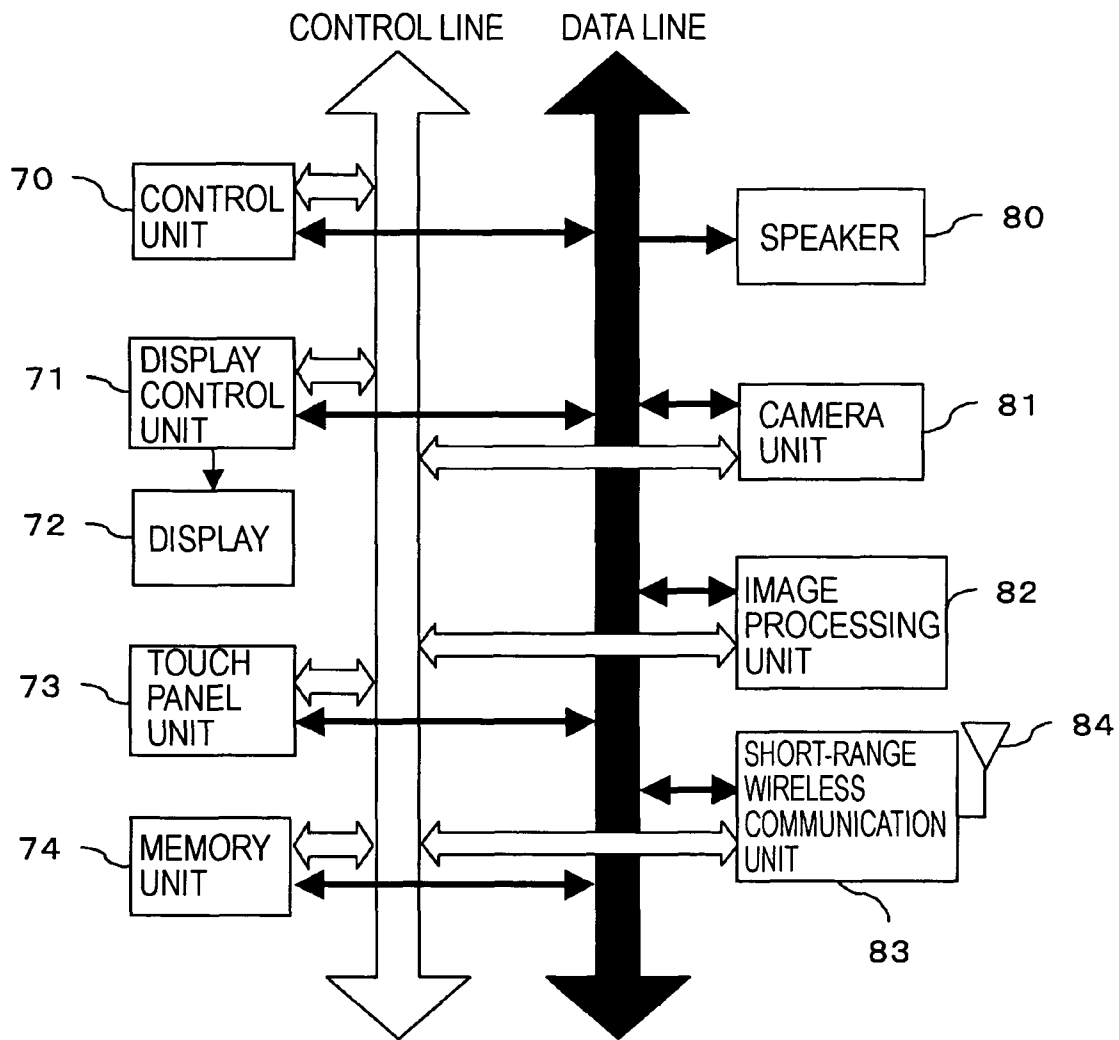 CONTROL LINE
DATA LINE
70
CONTROL
UNIT
80
SPEAKER
71
DISPLAY
CONTROL
UNIT
81
CAMERA
UNIT
72
DISPLAY
82
IMAGE
PROCESSING
UNIT
73
TOUCH
PANEL
UNIT
84
SHORT-RANGE
WIRELESS
COMMUNICATION
UNIT
74
MEMORY
UNIT
83